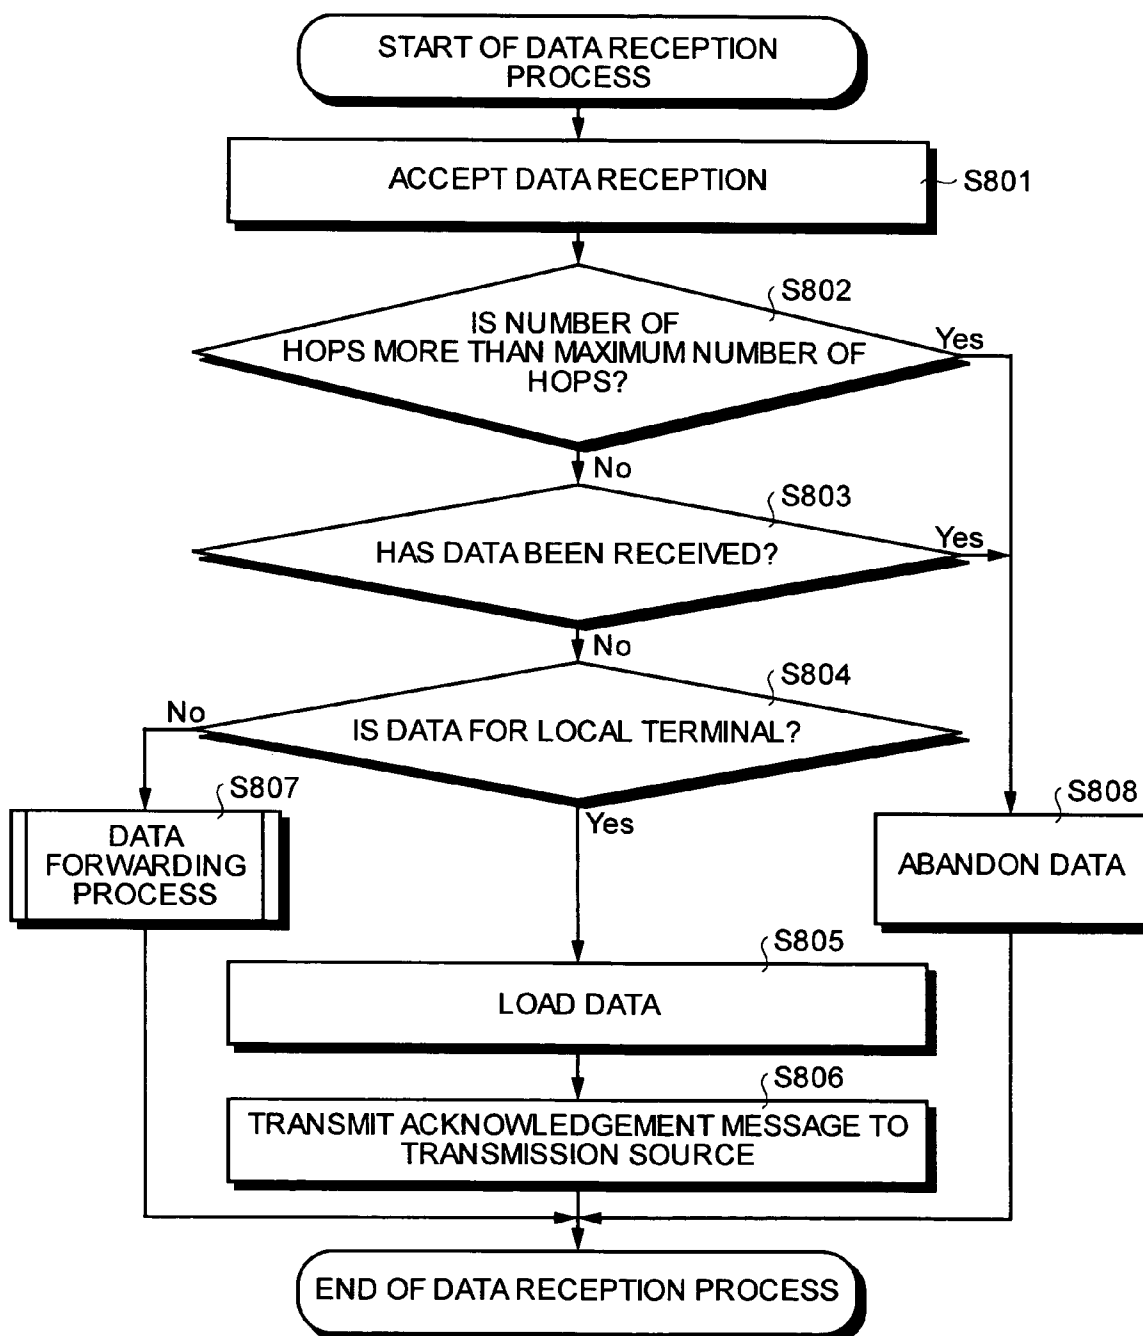 START OF DATA RECEPTION
PROCESS
ACCEPT DATA RECEPTION
S801
S802
IS NUMBER OF
HOPS MORE THAN MAXIMUM NUMBER OF
HOPS?
Yes
No
S803
HAS DATA BEEN RECEIVED?
Yes
No
S804
IS DATA FOR LOCAL TERMINAL?
No
Yes
S807
DATA
FORWARDING
PROCESS
S808
ABANDON DATA
S805
LOAD DATA
S806
TRANSMIT ACKNOWLEDGEMENT MESSAGE TO
TRANSMISSION SOURCE
END OF DATA RECEPTION PROCESS